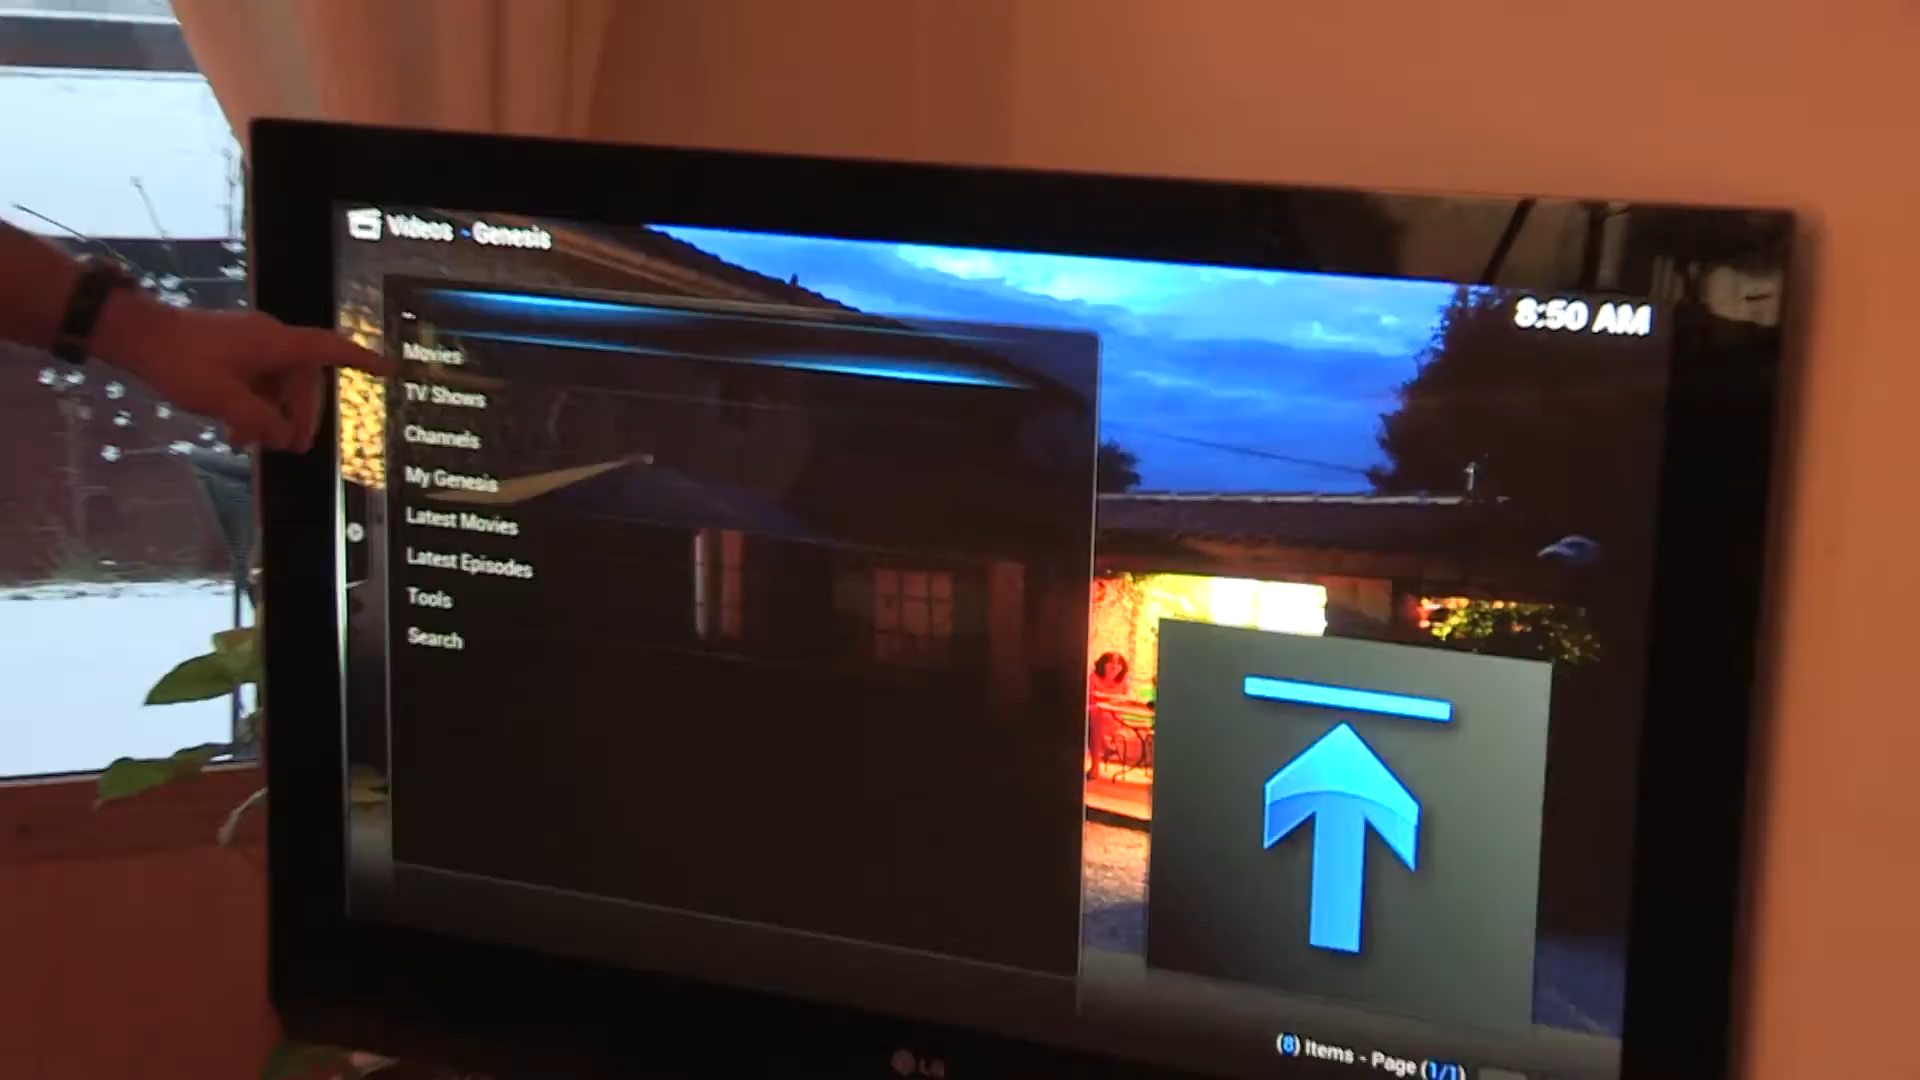 Videos - Genesis
8:50 AM
..
Movies
TV Shows
Channels
My Genesis
Latest Movies
Latest Episodes
Tools
Search
(8) Items - Page (1/1)
LG